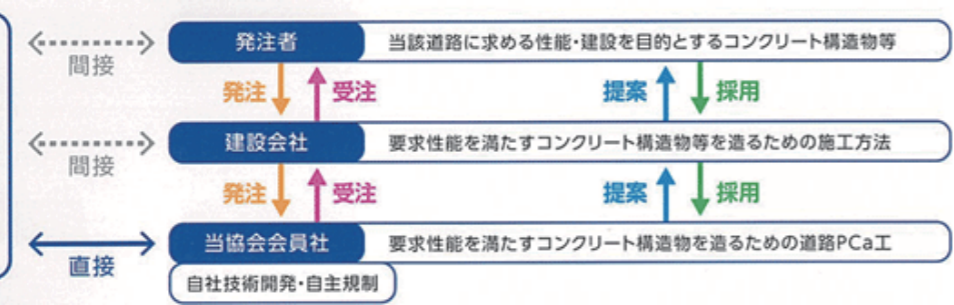 間接
発注者
当該道路に求める性能・建設を目的とするコンクリート構造物等
発注
受注
提案
採用
間接
建設会社
要求性能を満たすコンクリート構造物等を造るための施工方法
発注
受注
提案
採用
直接
当協会会員社
要求性能を満たすコンクリート構造物を造るための道路PCa工
自社技術開発・自主規制